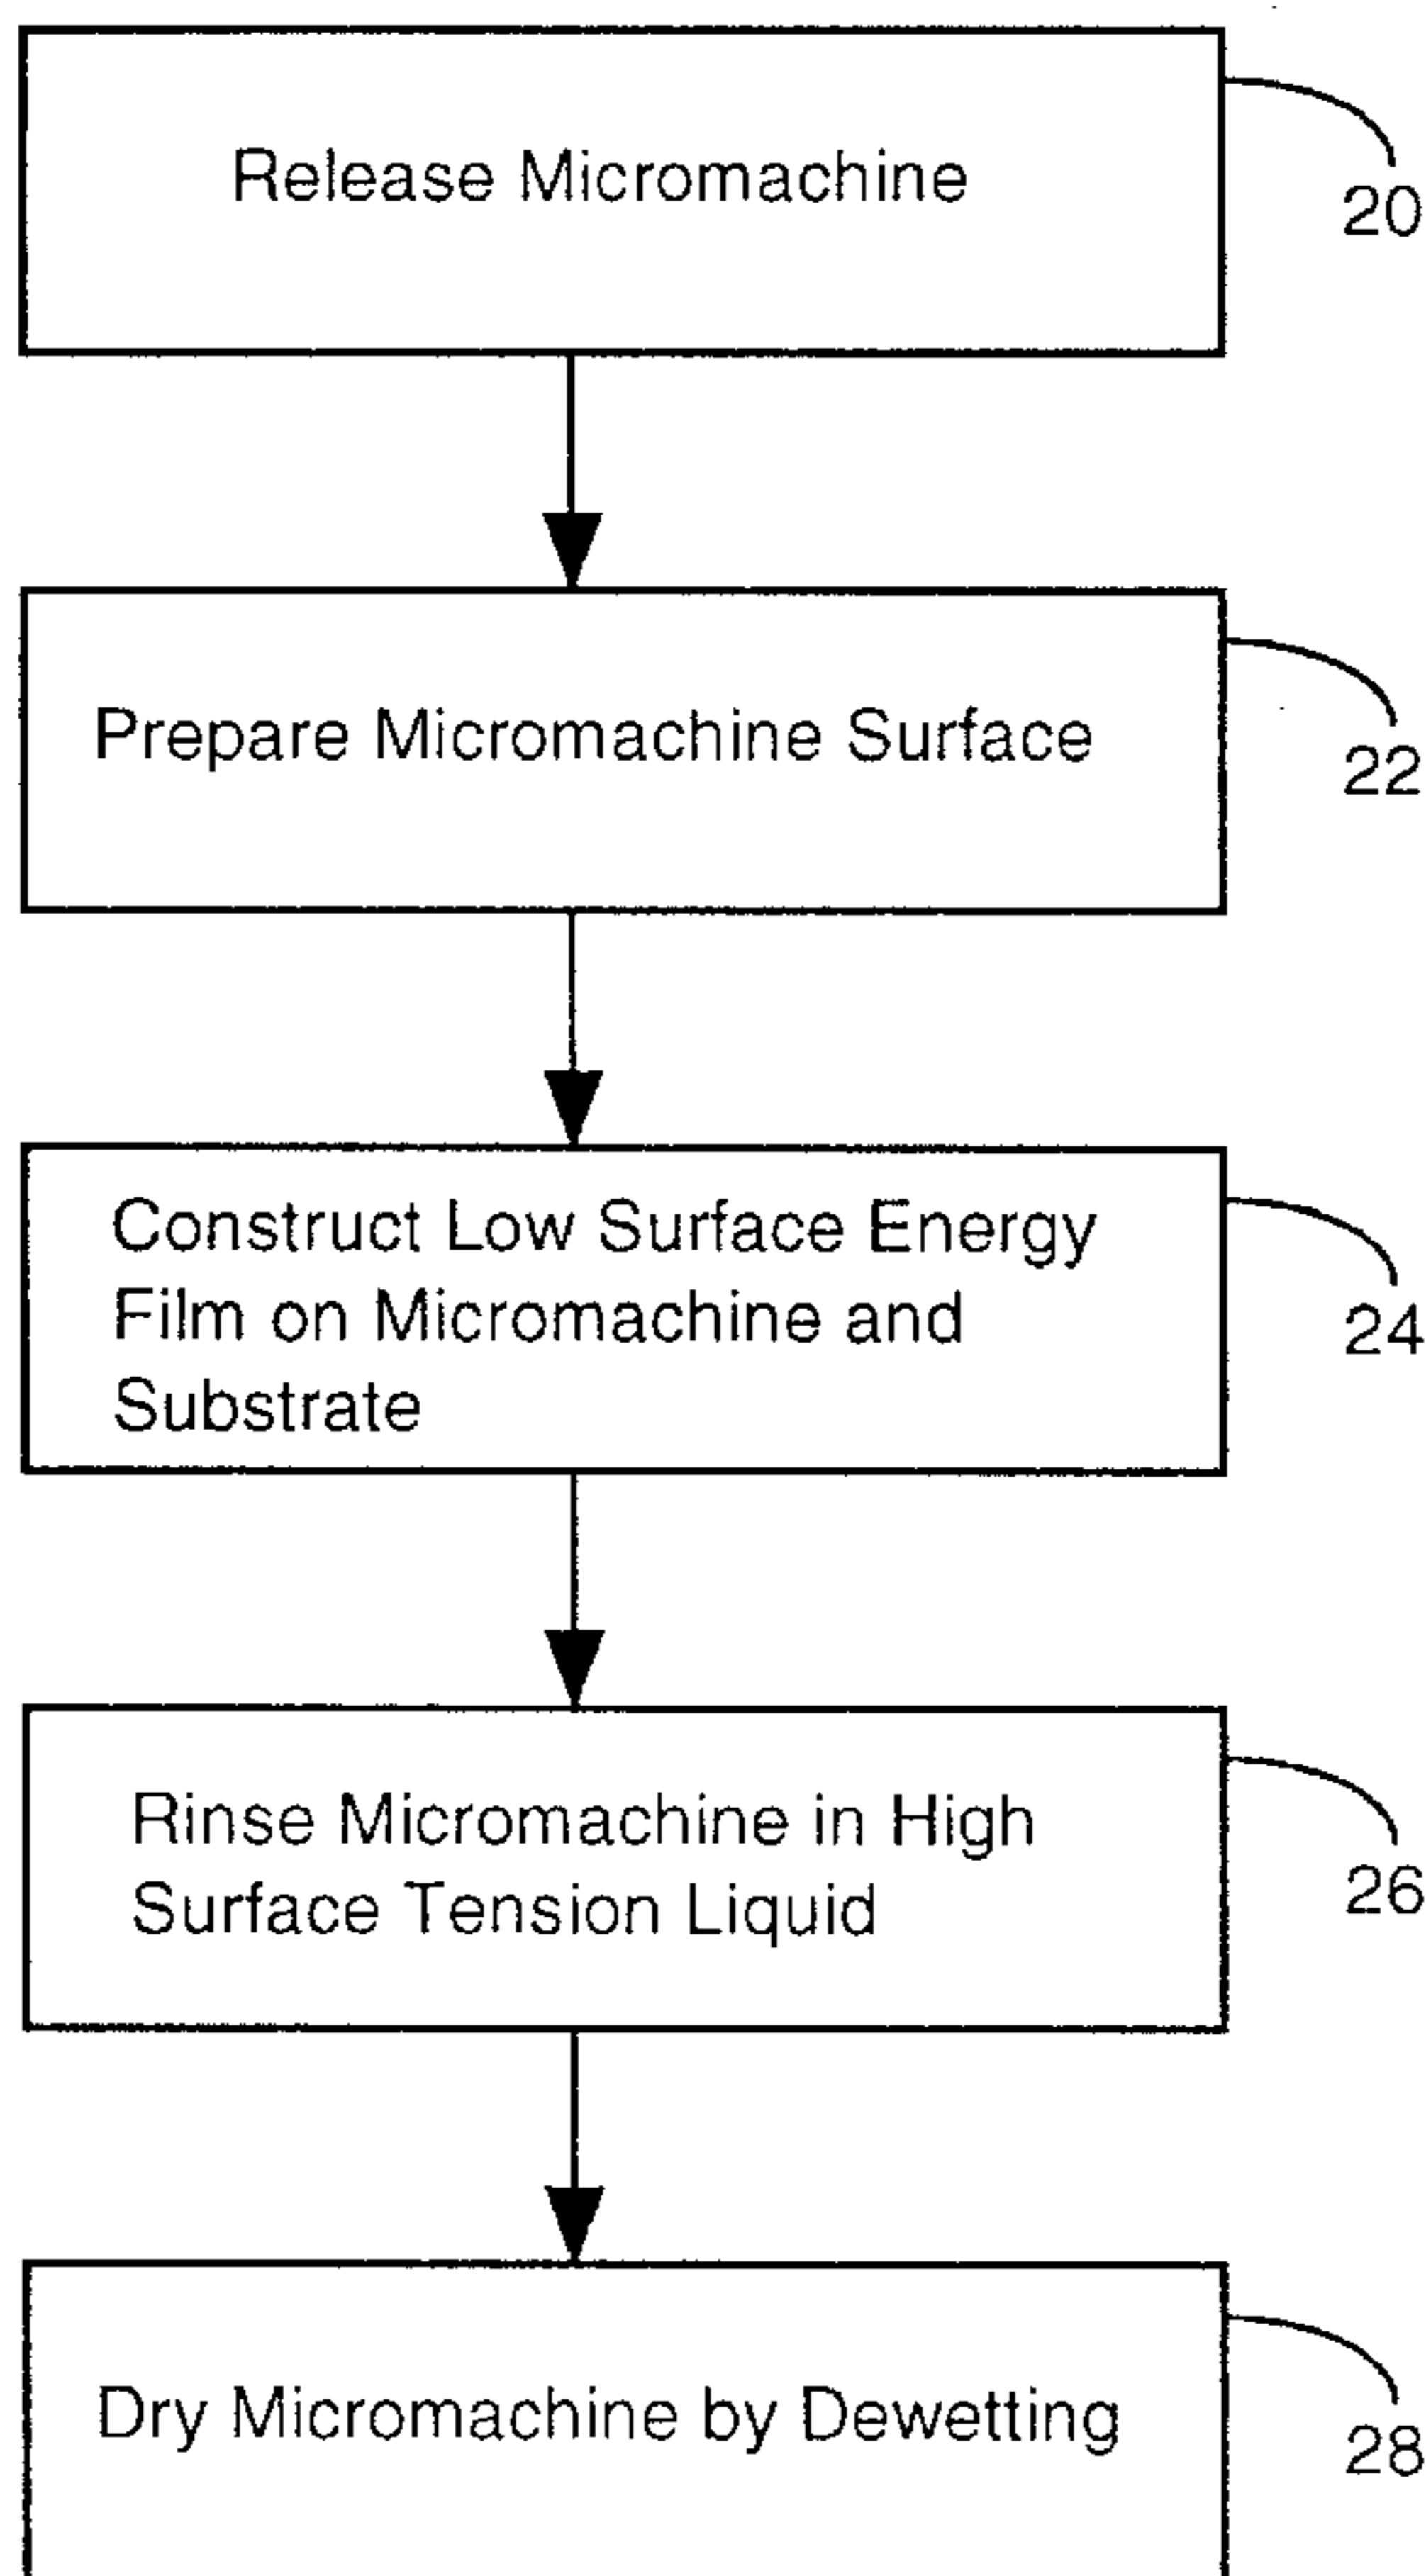 Release Micromachine
20
Prepare Micromachine Surface
22
Construct Low Surface Energy
Film on Micromachine and
Substrate
24
Rinse Micromachine in High
Surface Tension Liquid
26
Dry Micromachine by Dewetting
28